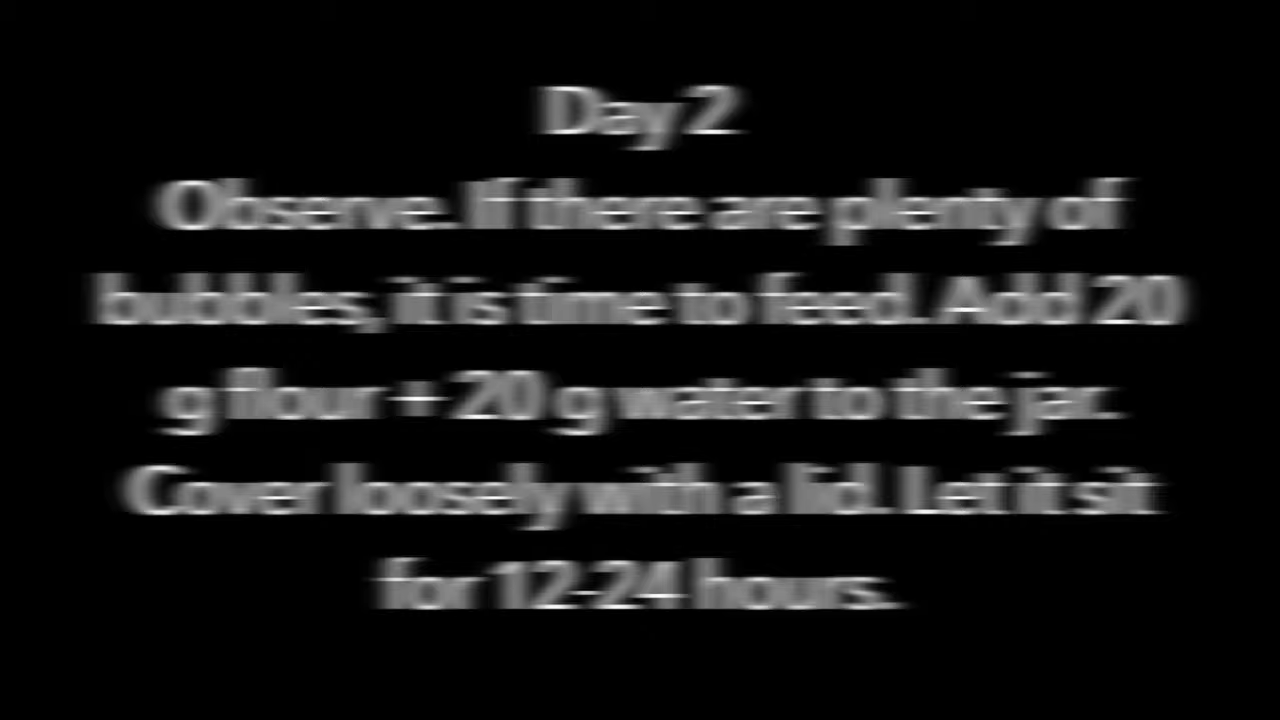 Day 2
Observe. If there are plenty of
bubbles, it is time to feed. Add 20
g flour + 20 g water to the jar.
Cover loosely with a lid. Let it sit
for 12-24 hours.